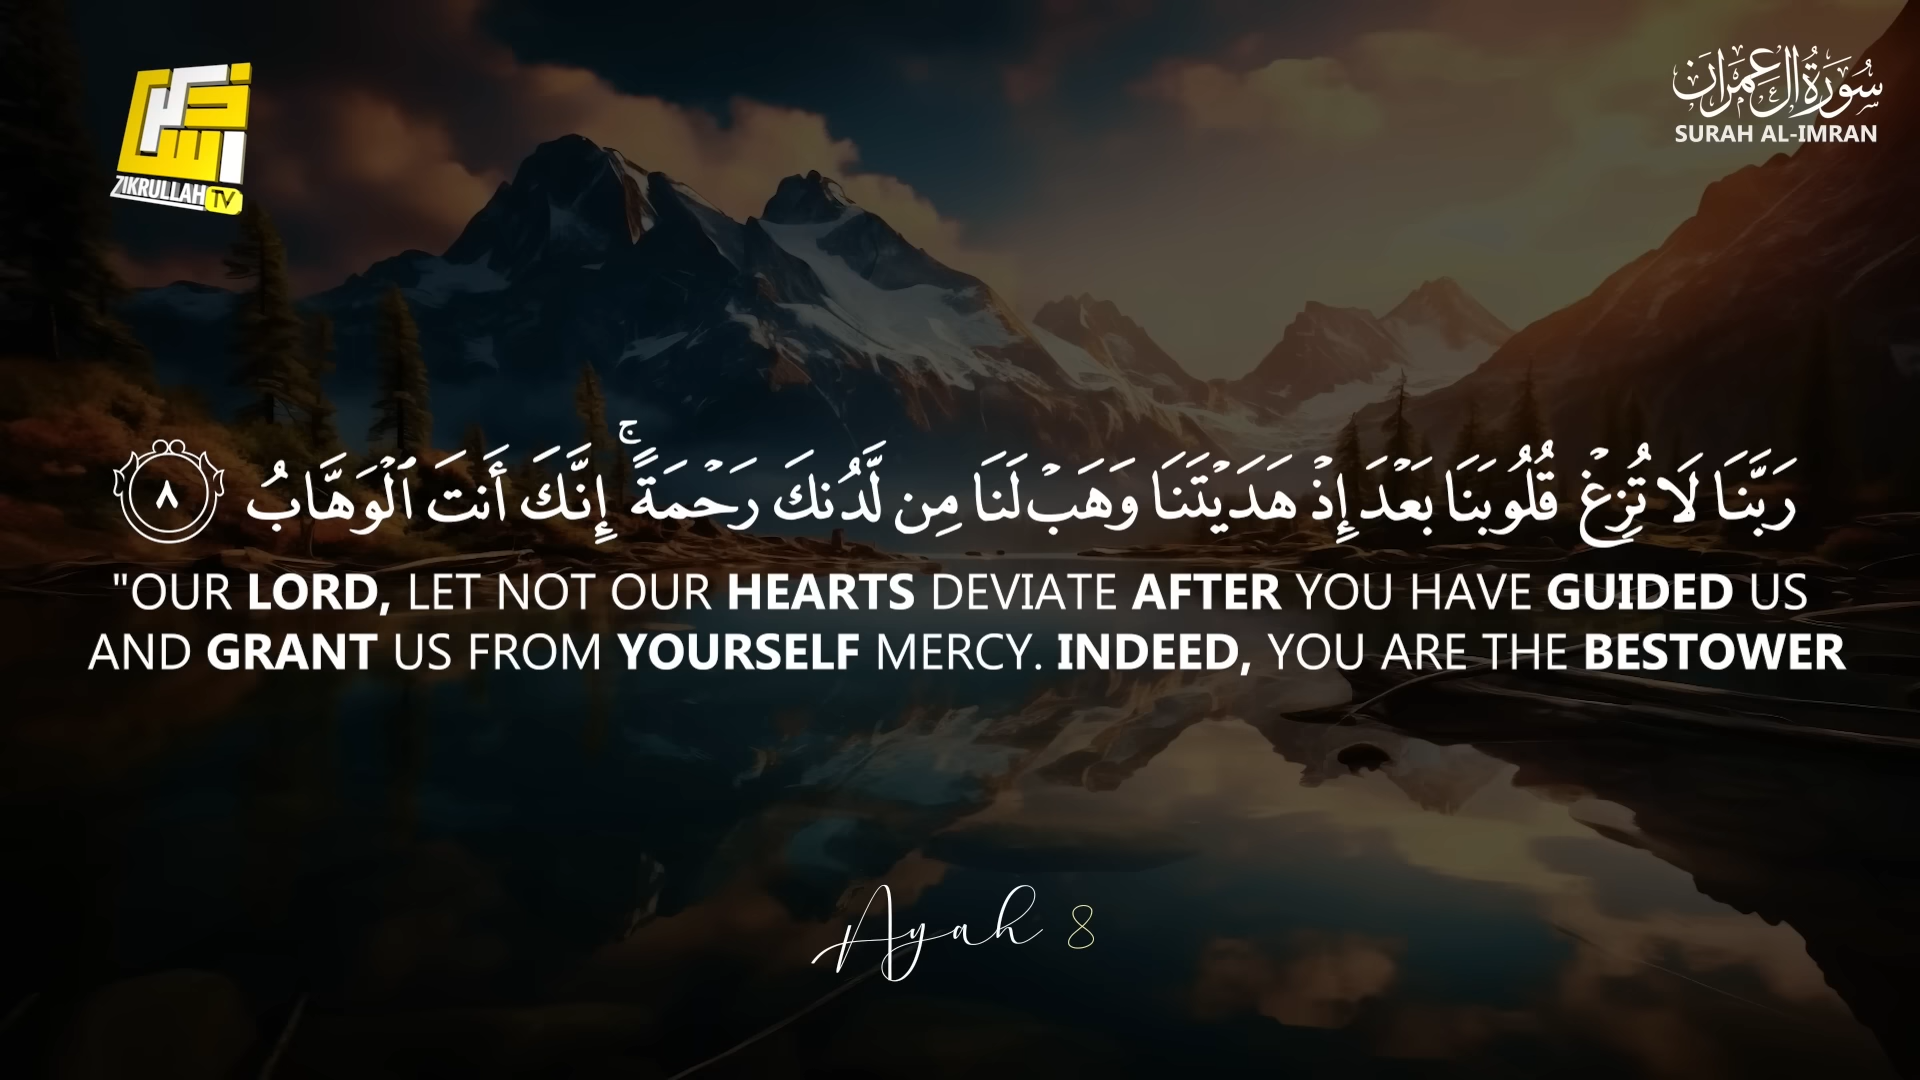 ذكر الله
ZIKRULLAH TV
سُورَةُ آل عِمْرَان
SURAH AL-IMRAN
رَبَّنَا لَا تُزِغْ قُلُوبَنَا بَعْدَ إِذْ هَدَيْتَنَا وَهَبْ لَنَا مِن لَّدُنكَ رَحْمَةً ۚ إِنَّكَ أَنتَ ٱلْوَهَّابُ ٨
"OUR LORD, LET NOT OUR HEARTS DEVIATE AFTER YOU HAVE GUIDED US
AND GRANT US FROM YOURSELF MERCY. INDEED, YOU ARE THE BESTOWER
Ayah 8